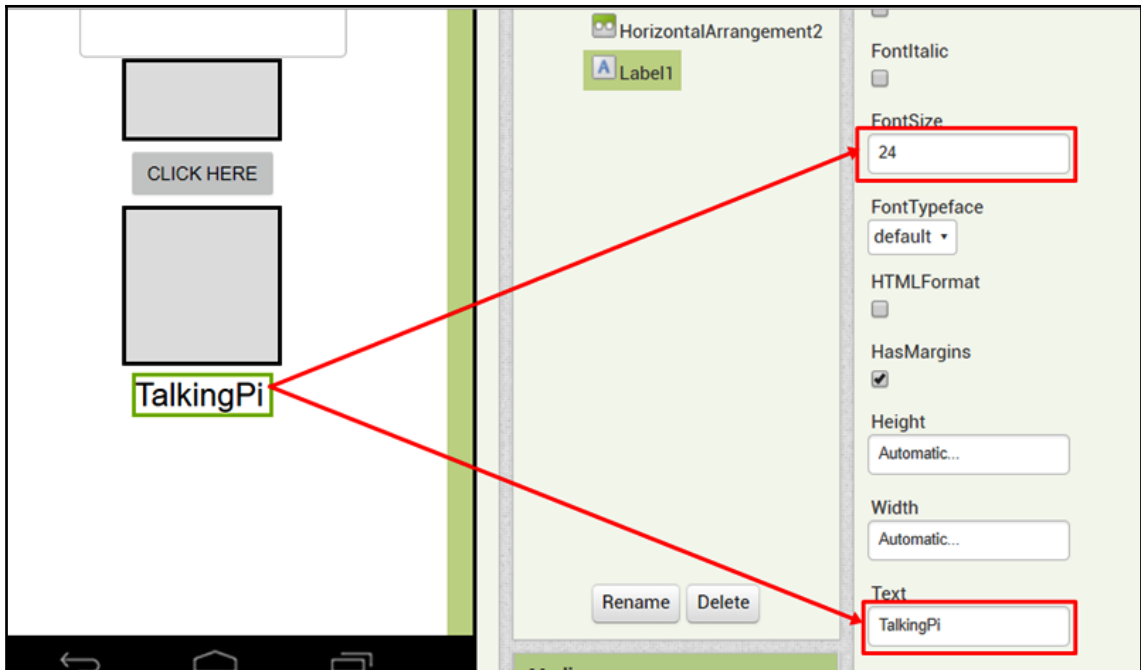 CLICK HERE
TalkingPi
HorizontalArrangement2
Label1
Rename
Delete
FontItalic
FontSize
24
FontTypeface
default
HTMLFormat
HasMargins
Height
Automatic...
Width
Automatic...
Text
TalkingPi